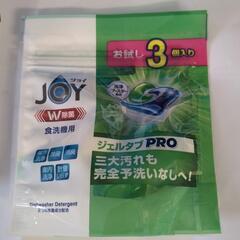 お試し3個入り
ジョイ
JOY
W除菌
食洗機用
ジェルタブPRO
三大汚れも
完全予洗いなしへ!
Dishwasher Detergent